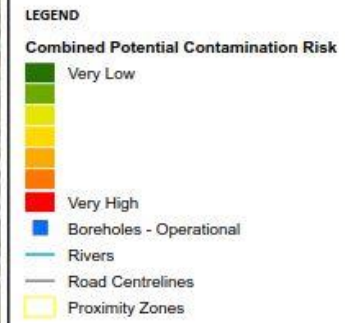 LEGEND
Combined Potential Contamination Risk
Very Low
Very High
Boreholes - Operational
Rivers
Road Centrelines
Proximity Zones